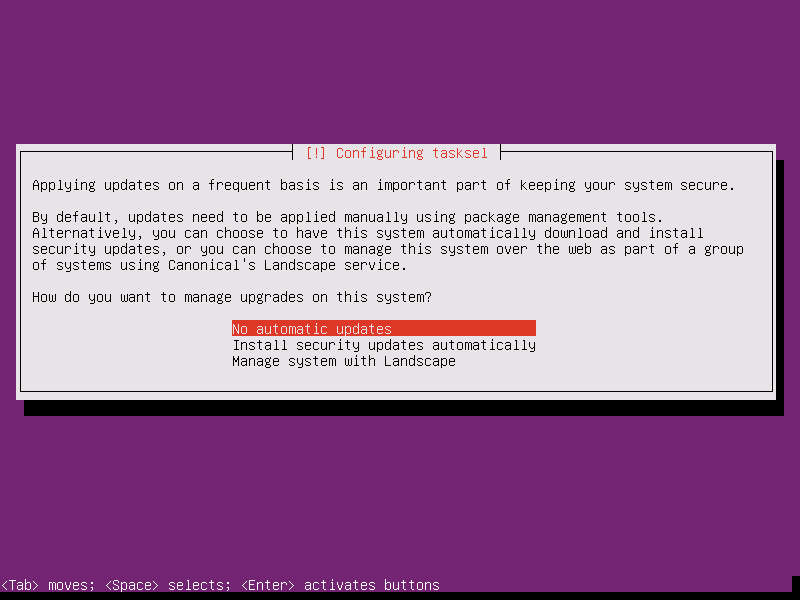 [!] Configuring tasksel
Applying updates on a frequent basis is an important part of keeping your system secure.
By default, updates need to be applied manually using package management tools.
Alternatively, you can choose to have this system automatically download and install
security updates, or you can choose to manage this system over the web as part of a group
of systems using Canonical's Landscape service.
How do you want to manage upgrades on this system?
No automatic updates
Install security updates automatically
Manage system with Landscape
<Tab> moves; <Space> selects; <Enter> activates buttons